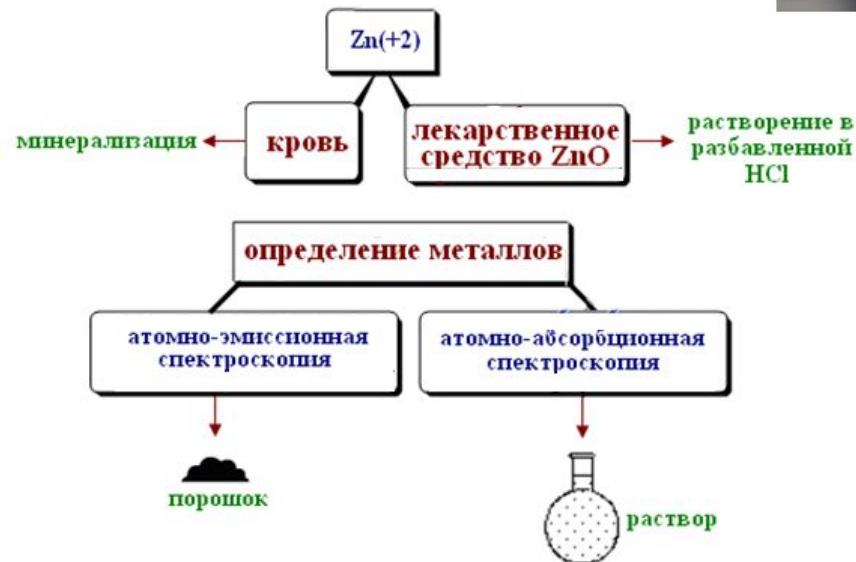 Zn(+2)
минерализация
кровь
лекарственное
средство ZnO
растворение в
разбавленной
HCl
определение металлов
атомно-эмиссионная
спектроскопия
атомно-абсорбционная
спектроскопия
порошок
раствор